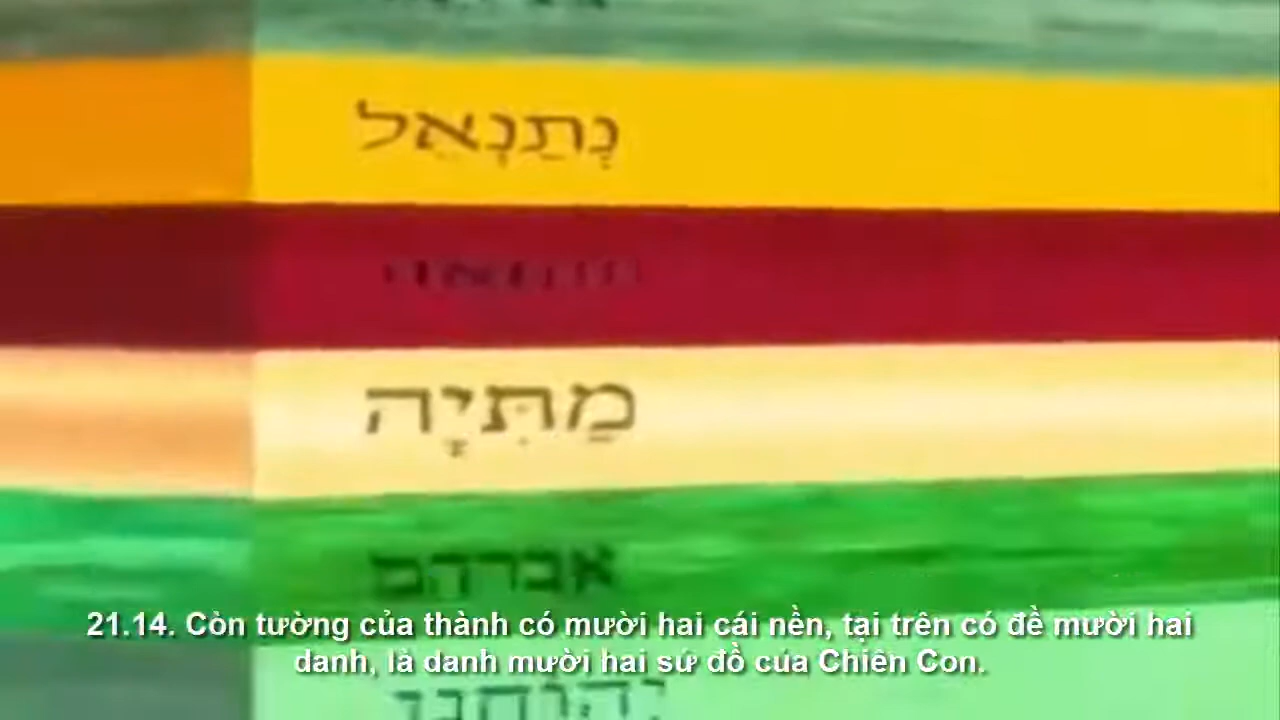 נְתַנְאֵל
מַתִּיָּה
אברהם
21.14. Còn tường của thành có mười hai cái nền, tại trên có đề mười hai
danh, là danh mười hai sứ đồ của Chiên Con.